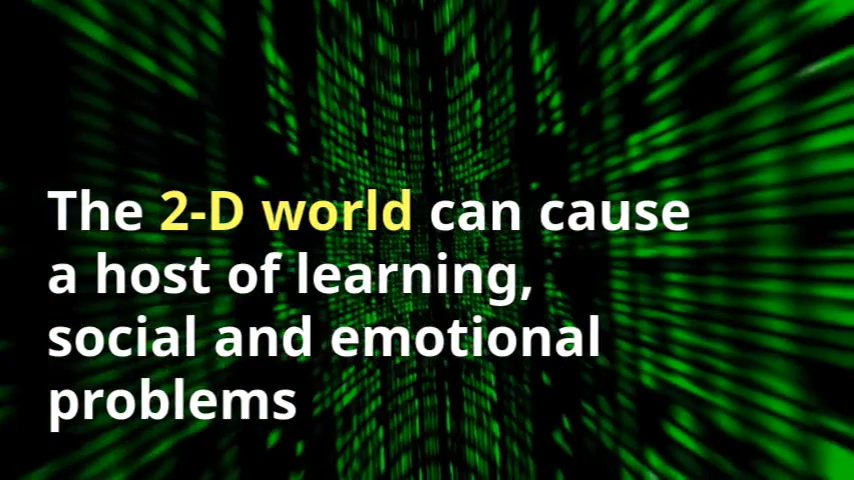 The 2-D world can cause
a host of learning,
social and emotional
problems